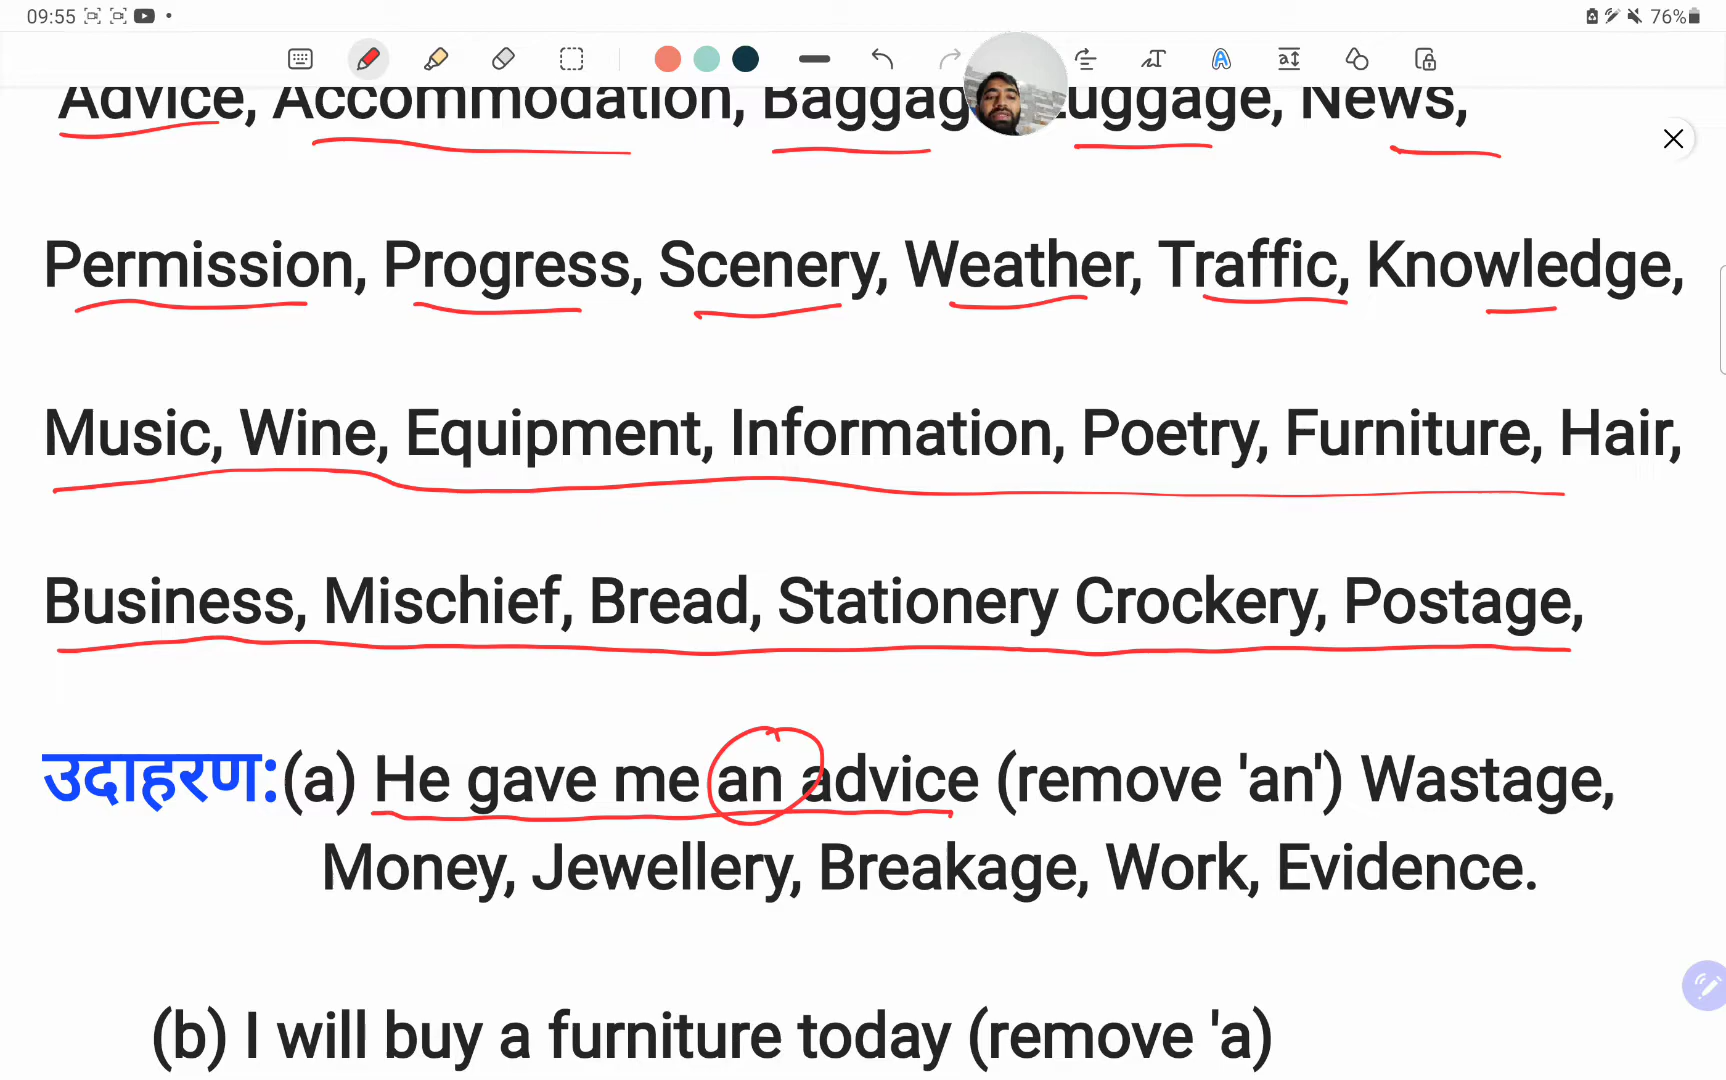 09:55
76%
Advice, Accommodation, Baggag uggage, News,
Permission, Progress, Scenery, Weather, Traffic, Knowledge,
Music, Wine, Equipment, Information, Poetry, Furniture, Hair,
Business, Mischief, Bread, Stationery Crockery, Postage,
उदाहरण:(a) He gave me an advice (remove 'an') Wastage,
Money, Jewellery, Breakage, Work, Evidence.
(b) I will buy a furniture today (remove 'a)